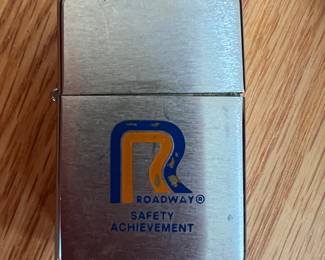 R
ROADWAY®
SAFETY
ACHIEVEMENT